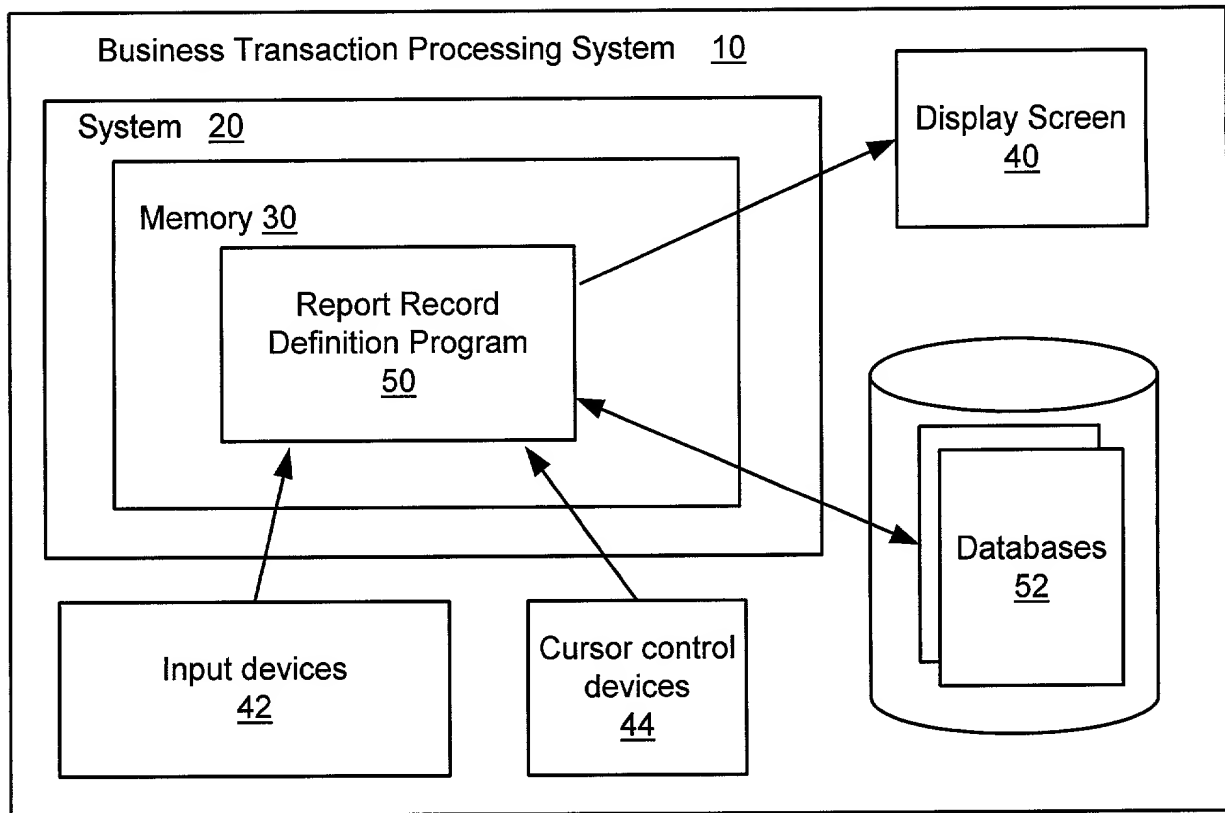 Business Transaction Processing System 10
System 20
Display Screen
40
Memory 30
Report Record
Definition Program
50
Databases
52
Input devices
42
Cursor control
devices
44